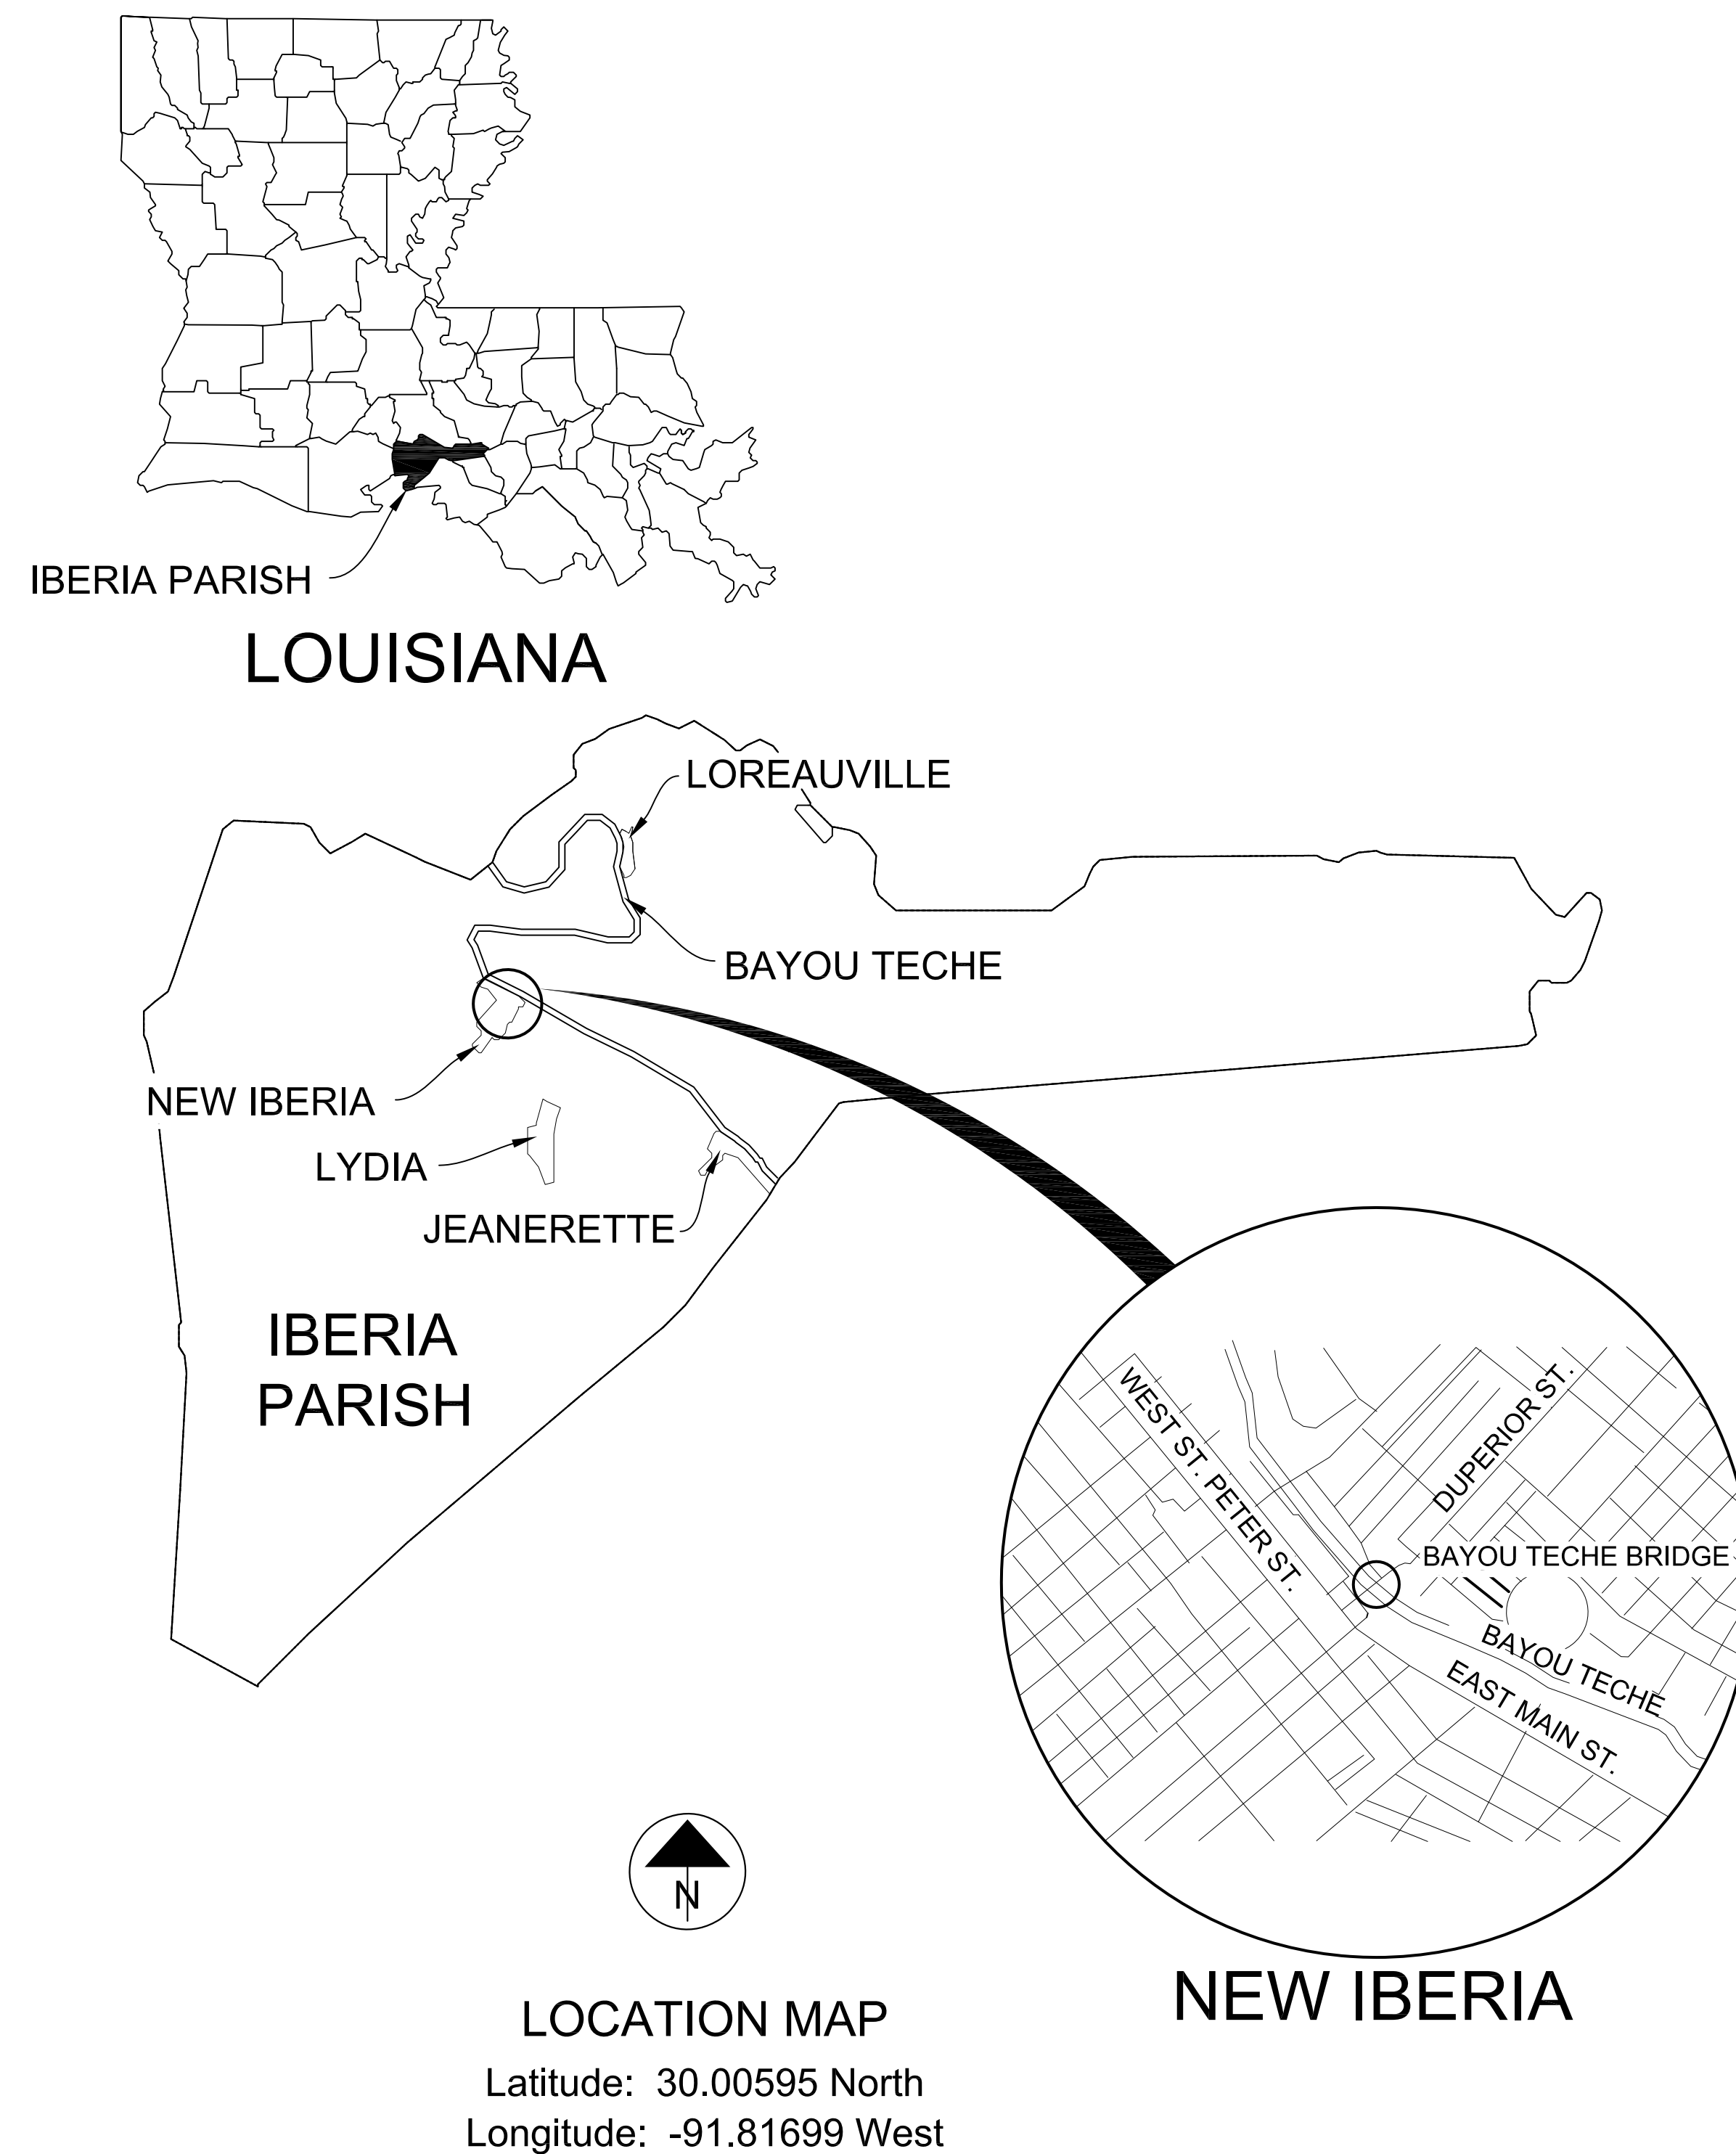 IBERIA PARISH
LOUISIANA
LOREAUVILLE
BAYOU TECHE
NEW IBERIA
LYDIA
JEANERETTE
IBERIA
PARISH
WEST ST. PETER ST.
DUPERIOR ST.
BAYOU TECHE BRIDGE
BAYOU TECHE
EAST MAIN ST.
N
NEW IBERIA
LOCATION MAP
Latitude: 30.00595 North
Longitude: -91.81699 West